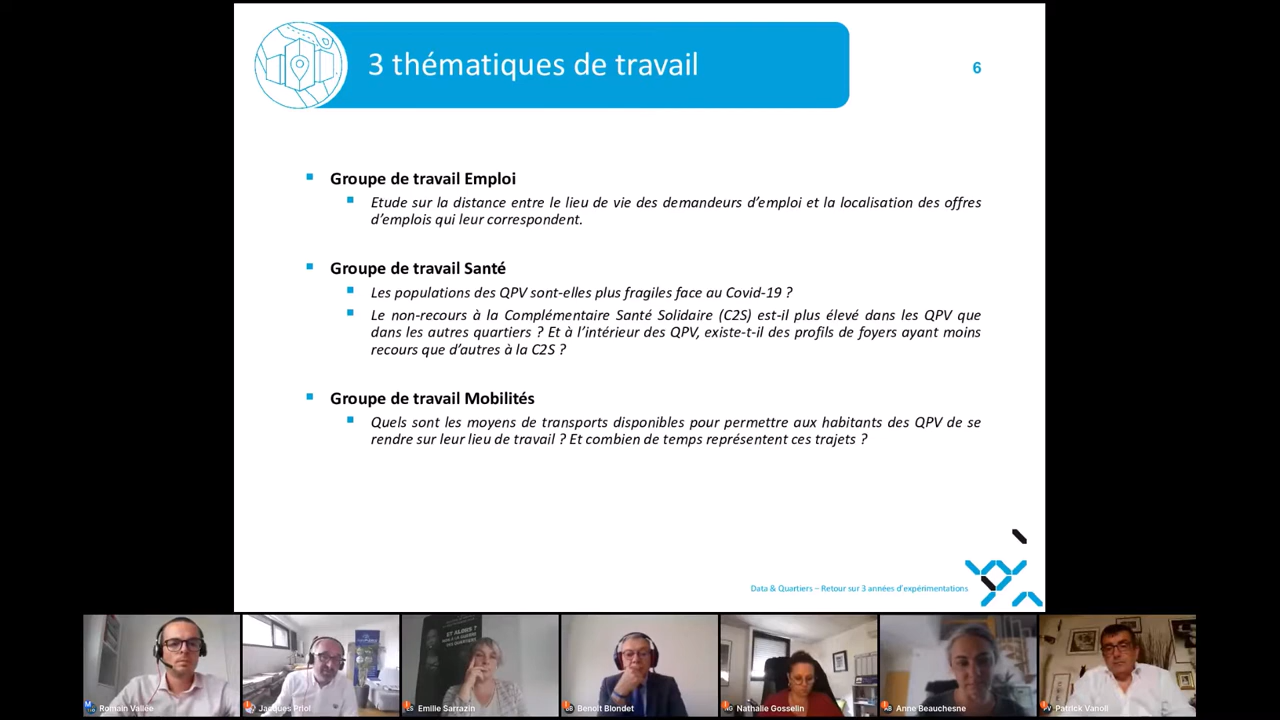 3 thématiques de travail
6
Groupe de travail Emploi
Etude sur la distance entre le lieu de vie des demandeurs d’emploi et la localisation des offres
d’emplois qui leur correspondent.
Groupe de travail Santé
Les populations des QPV sont-elles plus fragiles face au Covid-19 ?
Le non-recours à la Complémentaire Santé Solidaire (C2S) est-il plus élevé dans les QPV que
dans les autres quartiers ? Et à l’intérieur des QPV, existe-t-il des profils de foyers ayant moins
recours que d’autres à la C2S ?
Groupe de travail Mobilités
Quels sont les moyens de transports disponibles pour permettre aux habitants des QPV de se
rendre sur leur lieu de travail ? Et combien de temps représentent ces trajets ?
Data & Quartiers – Retour sur 3 années d’expérimentations
ET ALORS ?
Romain Vallée
Jacques Priol
ES Emilie Sarrazin
BB Benoit Blondet
NG Nathalie Gosselin
AB Anne Beauchesne
PV Patrick Vanoli